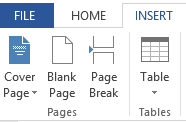 FILE HOME INSERT
Cover Blank Page Table
Page Page Break
Pages Tables